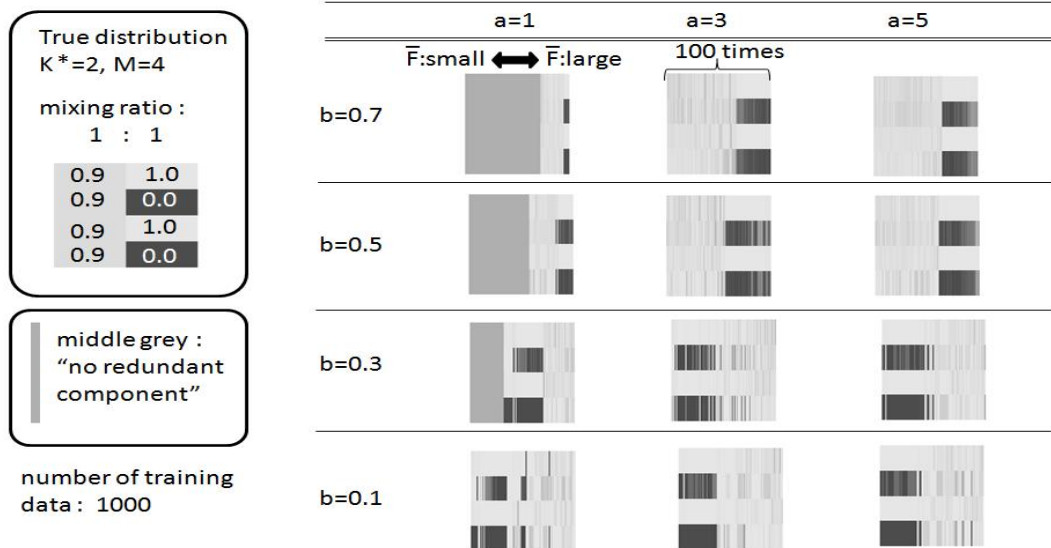 True distribution
K*=2, M=4
mixing ratio :
1 : 1
0.9 1.0
0.9 0.0
0.9 1.0
0.9 0.0
middle grey :
“no redundant
component”
number of training
data : 1000
a=1 a=3 a=5
F̅:small F̅:large 100 times
b=0.7
b=0.5
b=0.3
b=0.1